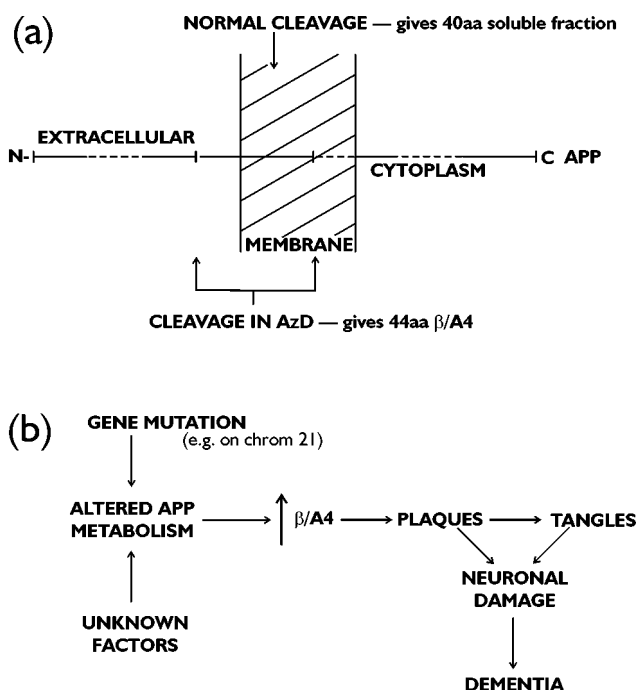 (a)
NORMAL CLEAVAGE — gives 40aa soluble fraction
EXTRACELLULAR
N-
C APP
CYTOPLASM
MEMBRANE
CLEAVAGE IN AzD — gives 44aa β/A4
(b)
GENE MUTATION
(e.g. on chrom 21)
ALTERED APP
METABOLISM
β/A4
PLAQUES
TANGLES
NEURONAL
DAMAGE
UNKNOWN
FACTORS
DEMENTIA